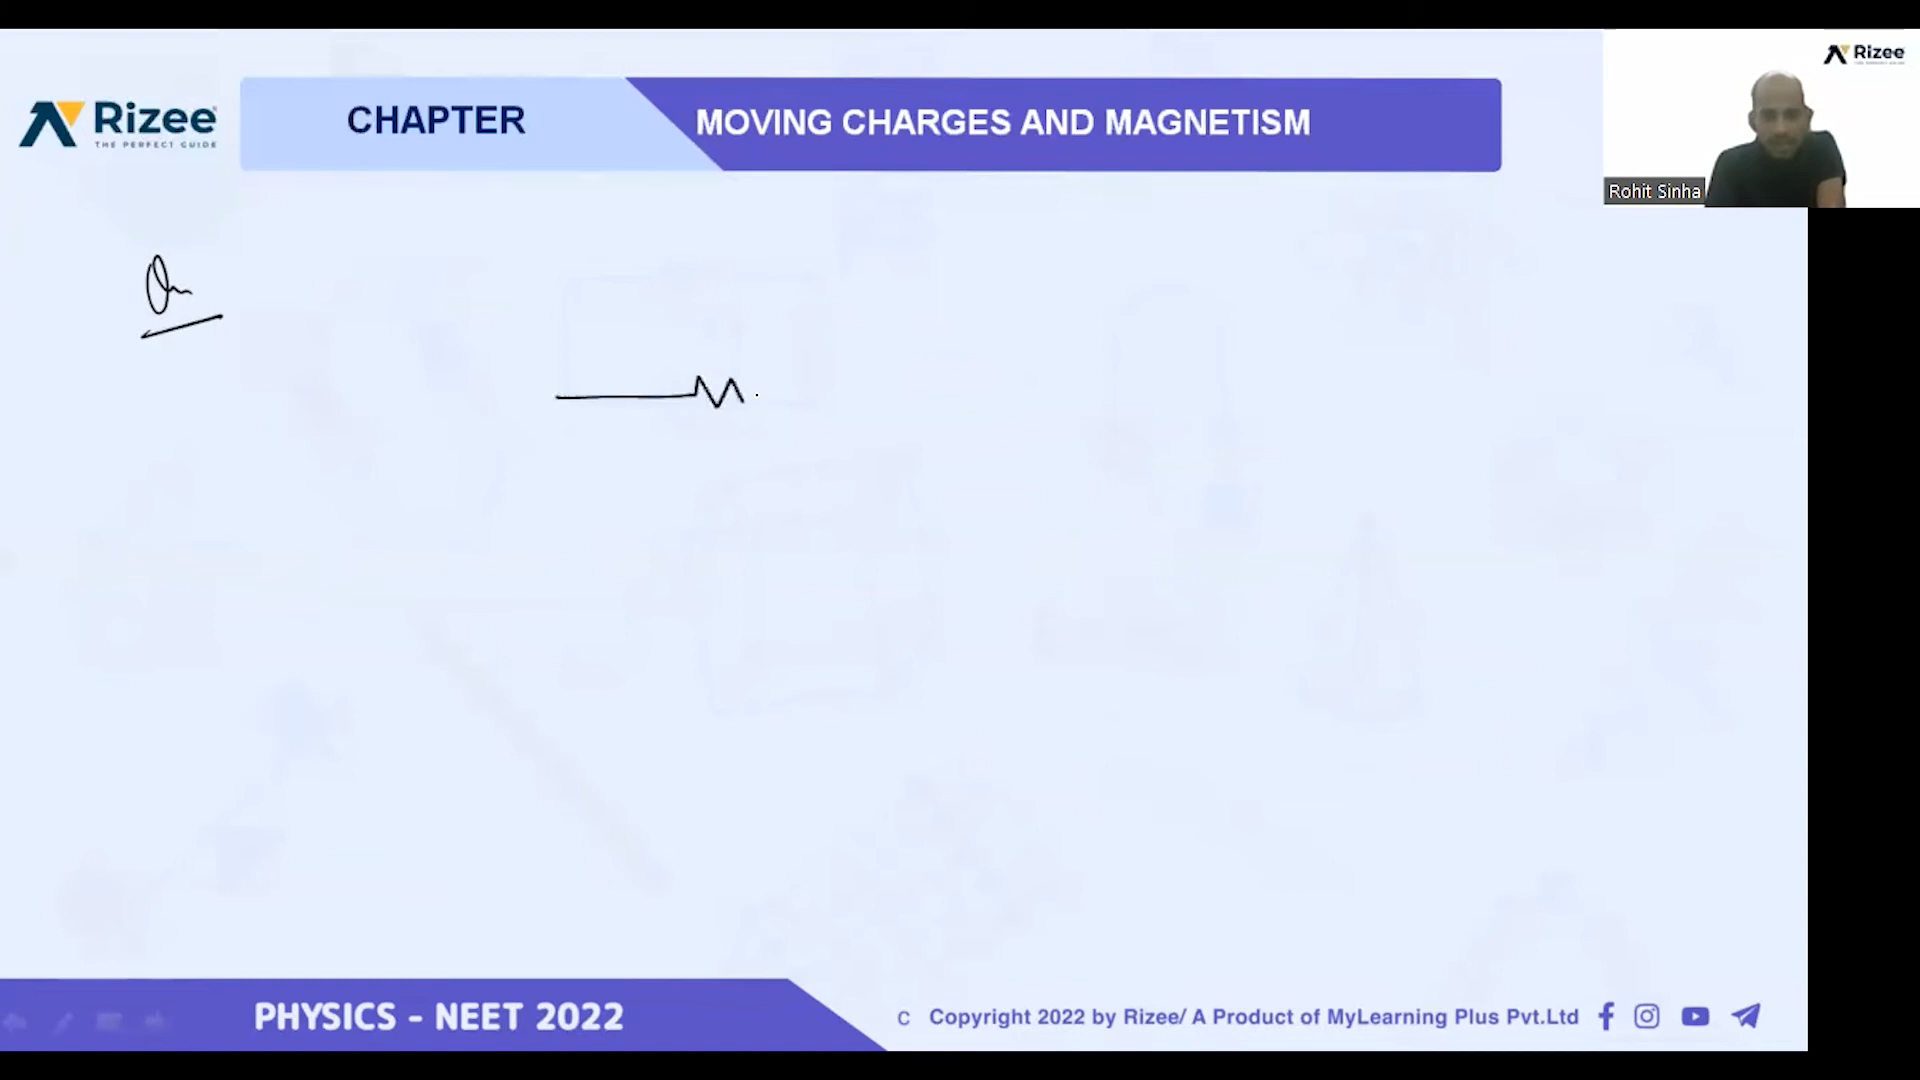 Rizee
Rohit Sinha
Rizee
THE PERFECT GUIDE
CHAPTER
MOVING CHARGES AND MAGNETISM
PHYSICS - NEET 2022
C Copyright 2022 by Rizee/ A Product of MyLearning Plus Pvt.Ltd